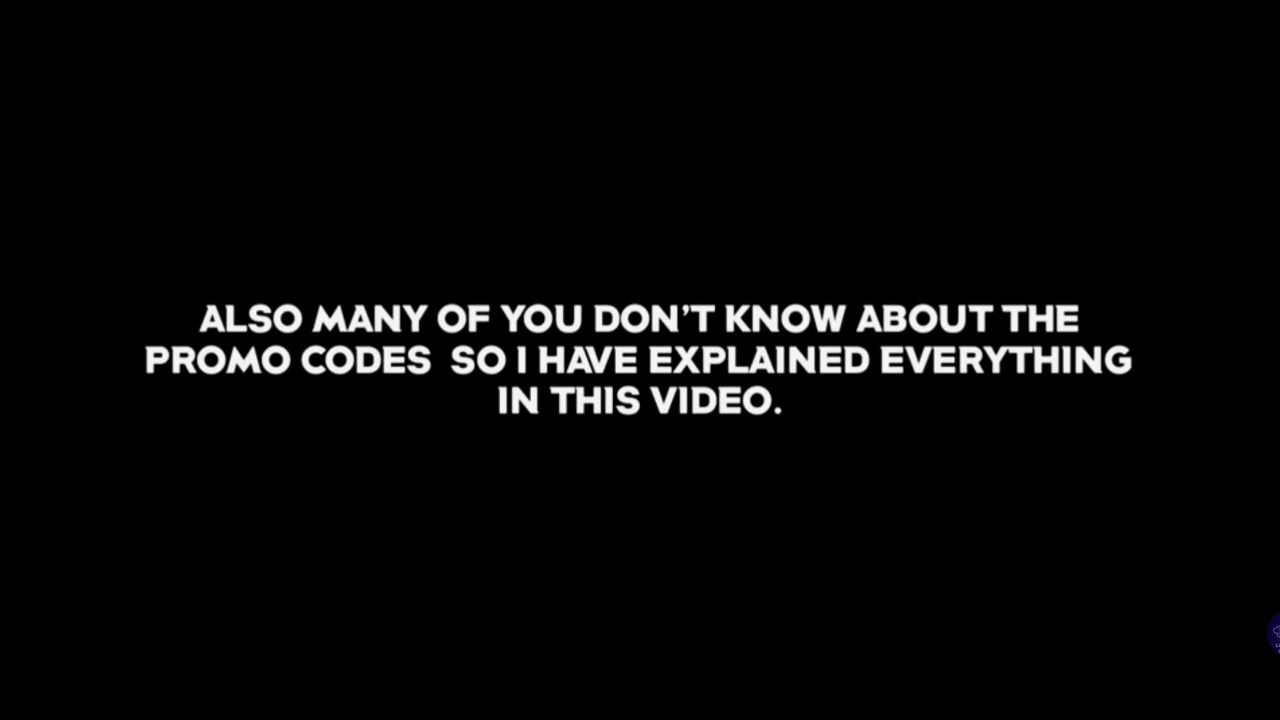 ALSO MANY OF YOU DON'T KNOW ABOUT THE
PROMO CODES  SO I HAVE EXPLAINED EVERYTHING
IN THIS VIDEO.